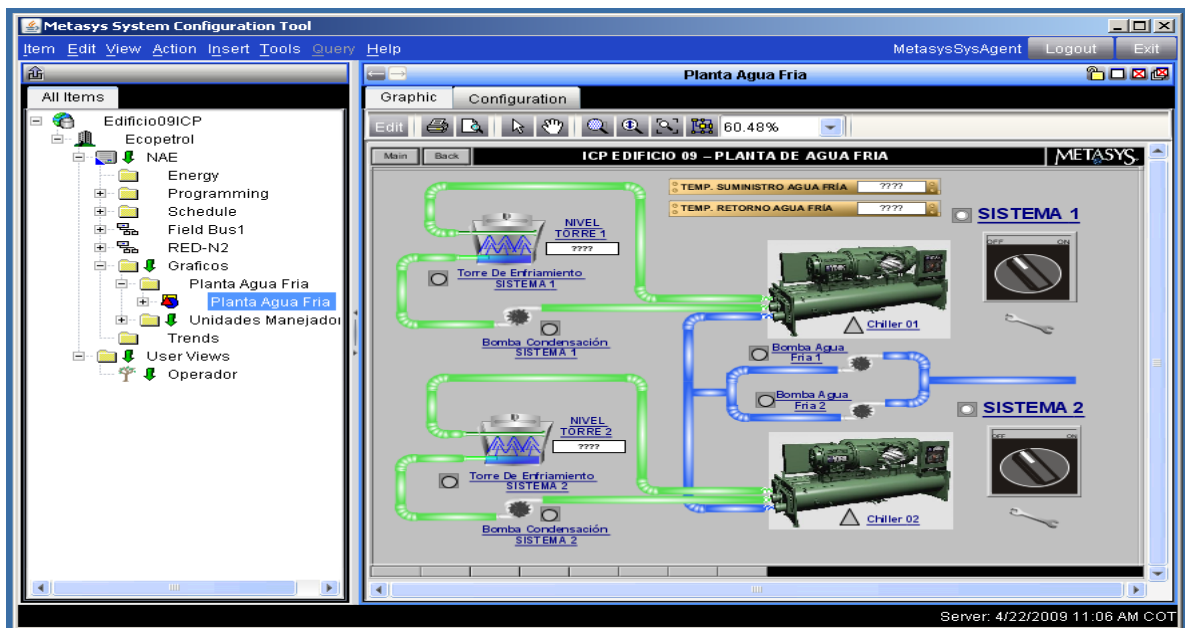 Metasys System Configuration Tool
Item Edit View Action Insert Tools Query Help MetasysSysAgent Logout Exit
Planta Agua Fria
All Items
Graphic Configuration
Edit 60.48%
Edificio09ICP
Ecopetrol
NAE
Energy
Programming
Schedule
Field Bus1
RED-N2
Graficos
Planta Agua Fria
Planta Agua Fria
Unidades Manejador
Trends
User Views
Operador
Main Back ICP EDIFICIO 09 – PLANTA DE AGUA FRIA METASYS
TEMP. SUMINISTRO AGUA FRÍA ????
TEMP. RETORNO AGUA FRÍA ????
SISTEMA 1
OFF ON
NIVEL
TORRE 1
????
Torre De Enfriamiento
SISTEMA 1
Chiller 01
Bomba Condensación
SISTEMA 1
Bomba Agua
Fria 1
Bomba Agua
Fria 2
SISTEMA 2
OFF ON
NIVEL
TORRE 2
????
Torre De Enfriamiento
SISTEMA 2
Chiller 02
Bomba Condensación
SISTEMA 2
Server: 4/22/2009 11:06 AM COT